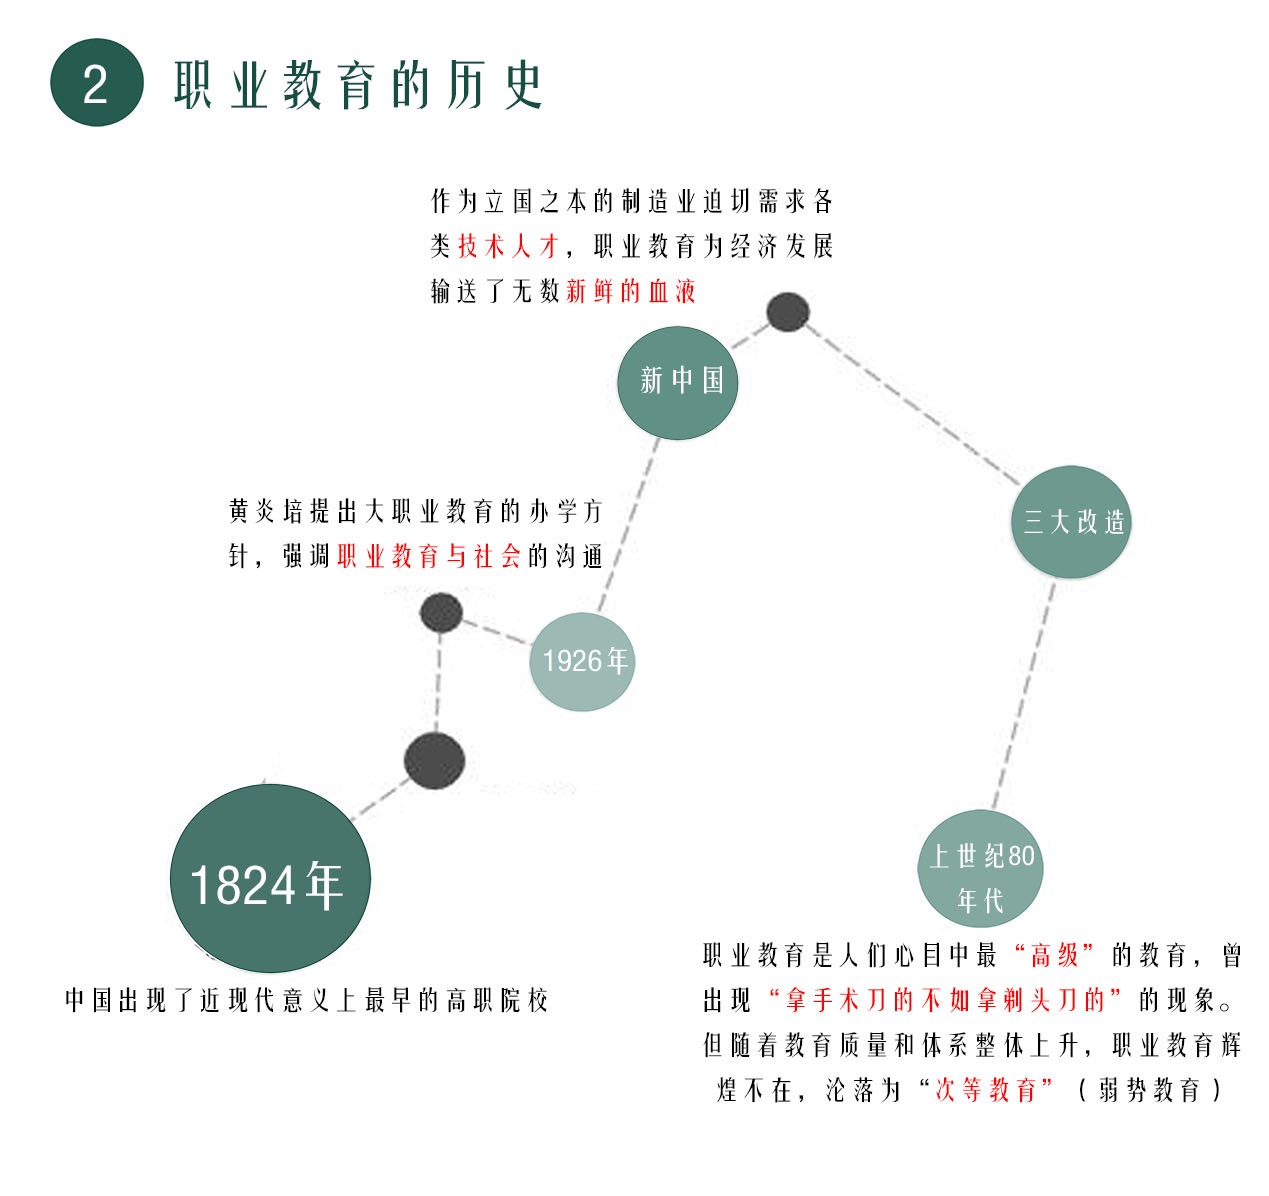 2 职业教育的历史
作为立国之本的制造业迫切需求各
类技术人才，职业教育为经济发展
输送了无数新鲜的血液
新中国
三大改造
黄炎培提出大职业教育的办学方
针，强调职业教育与社会的沟通
1926年
1824年
中国出现了近现代意义上最早的高职院校
上世纪80
年代
职业教育是人们心目中最“高级”的教育，曾
出现“拿手术刀的不如拿剃头刀的”的现象。
但随着教育质量和体系整体上升，职业教育辉
煌不在，沦落为“次等教育”（弱势教育）